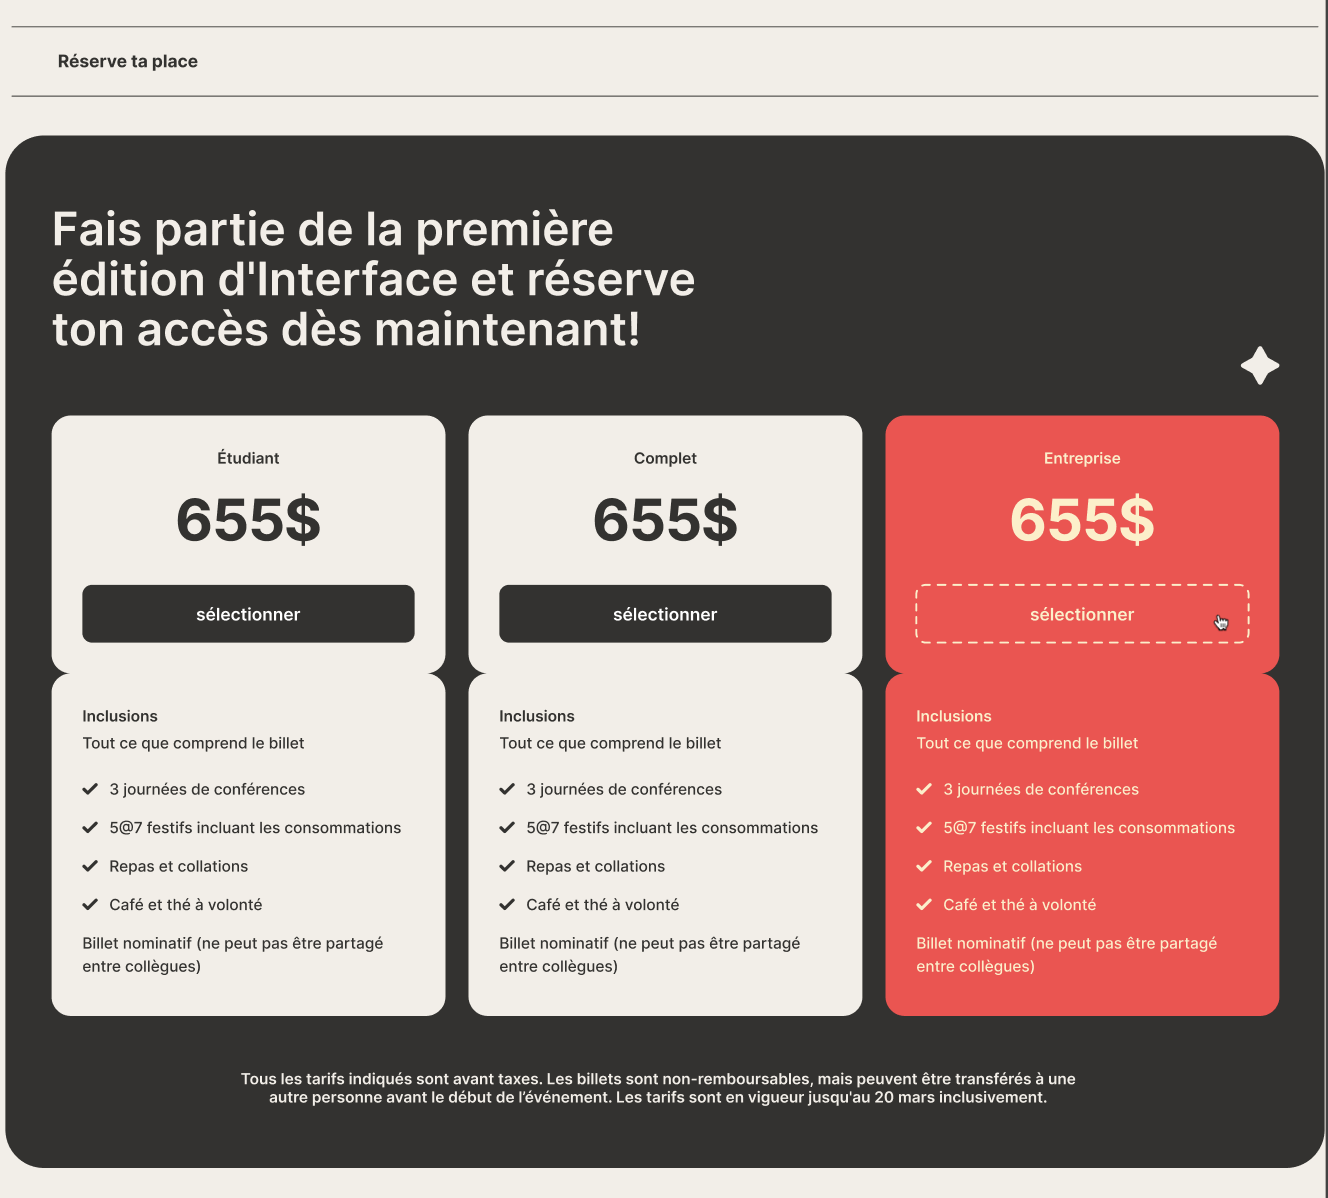 Réserve ta place
Fais partie de la première
édition d'Interface et réserve
ton accès dès maintenant!
Étudiant
655$
sélectionner
Inclusions
Tout ce que comprend le billet
3 journées de conférences
5@7 festifs incluant les consommations
Repas et collations
Café et thé à volonté
Billet nominatif (ne peut pas être partagé
entre collègues)
Complet
655$
sélectionner
Inclusions
Tout ce que comprend le billet
3 journées de conférences
5@7 festifs incluant les consommations
Repas et collations
Café et thé à volonté
Billet nominatif (ne peut pas être partagé
entre collègues)
Entreprise
655$
sélectionner
Inclusions
Tout ce que comprend le billet
3 journées de conférences
5@7 festifs incluant les consommations
Repas et collations
Café et thé à volonté
Billet nominatif (ne peut pas être partagé
entre collègues)
Tous les tarifs indiqués sont avant taxes. Les billets sont non-remboursables, mais peuvent être transférés à une
autre personne avant le début de l'événement. Les tarifs sont en vigueur jusqu'au 20 mars inclusivement.